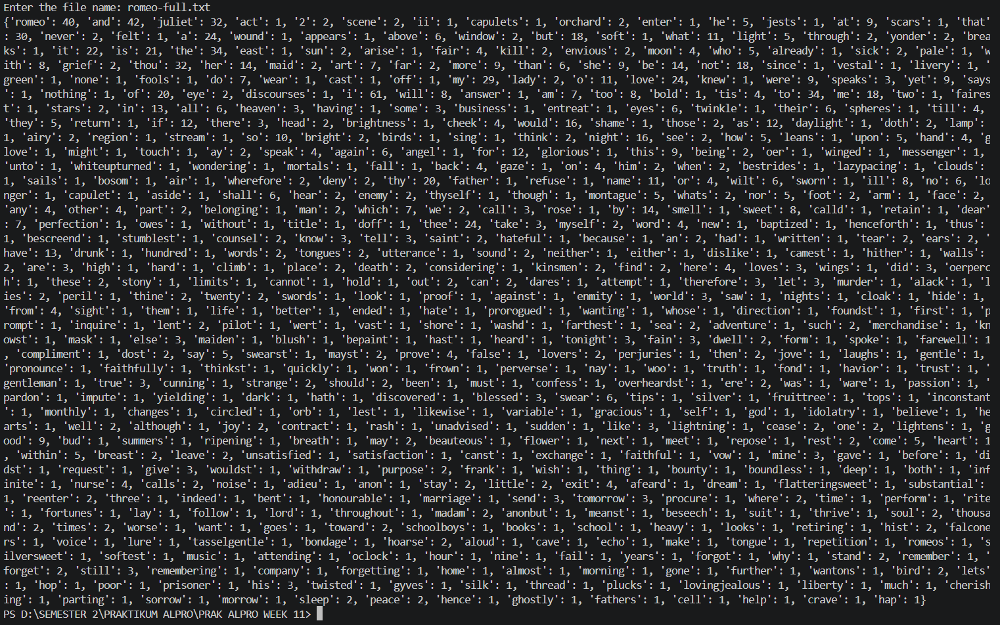 Enter the file name: romeo-full.txt
{'romeo': 40, 'and': 42, 'juliet': 32, 'act': 1, '2': 2, 'scene': 2, 'ii': 1, 'capulets': 1, 'orchard': 2, 'enter': 1, 'he': 5, 'jests': 1, 'at': 9, 'scars': 1, 'that'
: 30, 'never': 2, 'felt': 1, 'a': 24, 'wound': 1, 'appears': 1, 'above': 6, 'window': 2, 'but': 18, 'soft': 1, 'what': 11, 'light': 5, 'through': 2, 'yonder': 2, 'brea
ks': 1, 'it': 22, 'is': 21, 'the': 34, 'east': 1, 'sun': 2, 'arise': 1, 'fair': 4, 'kill': 2, 'envious': 2, 'moon': 4, 'who': 5, 'already': 1, 'sick': 2, 'pale': 1, 'w
ith': 8, 'grief': 2, 'thou': 32, 'her': 14, 'maid': 2, 'art': 7, 'far': 2, 'more': 9, 'than': 6, 'she': 9, 'be': 14, 'not': 18, 'since': 1, 'vestal': 1, 'livery': 1, '
green': 1, 'none': 1, 'fools': 1, 'do': 7, 'wear': 1, 'cast': 1, 'off': 1, 'my': 29, 'lady': 2, 'o': 11, 'love': 24, 'knew': 1, 'were': 9, 'speaks': 3, 'yet': 9, 'says
': 1, 'nothing': 1, 'of': 20, 'eye': 2, 'discourses': 1, 'i': 61, 'will': 8, 'answer': 1, 'am': 7, 'too': 8, 'bold': 1, 'tis': 4, 'to': 34, 'me': 18, 'two': 1, 'faires
t': 1, 'stars': 2, 'in': 13, 'all': 6, 'heaven': 3, 'having': 1, 'some': 3, 'business': 1, 'entreat': 1, 'eyes': 6, 'twinkle': 1, 'their': 6, 'spheres': 1, 'till': 4,
'they': 5, 'return': 1, 'if': 12, 'there': 3, 'head': 2, 'brightness': 1, 'cheek': 4, 'would': 16, 'shame': 1, 'those': 2, 'as': 12, 'daylight': 1, 'doth': 2, 'lamp':
1, 'airy': 2, 'region': 1, 'stream': 1, 'so': 10, 'bright': 2, 'birds': 1, 'sing': 1, 'think': 2, 'night': 16, 'see': 2, 'how': 5, 'leans': 1, 'upon': 5, 'hand': 4, 'g
love': 1, 'might': 1, 'touch': 1, 'ay': 2, 'speak': 4, 'again': 6, 'angel': 1, 'for': 12, 'glorious': 1, 'this': 9, 'being': 2, 'oer': 1, 'winged': 1, 'messenger': 1,
'unto': 1, 'whiteupturned': 1, 'wondering': 1, 'mortals': 1, 'fall': 1, 'back': 4, 'gaze': 1, 'on': 4, 'him': 2, 'when': 2, 'bestrides': 1, 'lazypacing': 1, 'clouds':
1, 'sails': 1, 'bosom': 1, 'air': 1, 'wherefore': 2, 'deny': 2, 'thy': 20, 'father': 1, 'refuse': 1, 'name': 11, 'or': 4, 'wilt': 6, 'sworn': 1, 'ill': 8, 'no': 6, 'lo
nger': 1, 'capulet': 1, 'aside': 1, 'shall': 6, 'hear': 2, 'enemy': 2, 'thyself': 1, 'though': 1, 'montague': 5, 'whats': 2, 'nor': 5, 'foot': 2, 'arm': 1, 'face': 2,
'any': 4, 'other': 4, 'part': 2, 'belonging': 1, 'man': 2, 'which': 7, 'we': 2, 'call': 3, 'rose': 1, 'by': 14, 'smell': 1, 'sweet': 8, 'calld': 1, 'retain': 1, 'dear'
: 7, 'perfection': 1, 'owes': 1, 'without': 1, 'title': 1, 'doff': 1, 'thee': 24, 'take': 3, 'myself': 2, 'word': 4, 'new': 1, 'baptized': 1, 'henceforth': 1, 'thus':
1, 'bescreend': 1, 'stumblest': 1, 'counsel': 2, 'know': 3, 'tell': 3, 'saint': 2, 'hateful': 1, 'because': 1, 'an': 2, 'had': 1, 'written': 1, 'tear': 2, 'ears': 2, '
have': 13, 'drunk': 1, 'hundred': 1, 'words': 2, 'tongues': 2, 'utterance': 1, 'sound': 2, 'neither': 1, 'either': 1, 'dislike': 1, 'camest': 1, 'hither': 1, 'walls':
2, 'are': 3, 'high': 1, 'hard': 1, 'climb': 1, 'place': 2, 'death': 2, 'considering': 1, 'kinsmen': 2, 'find': 2, 'here': 4, 'loves': 3, 'wings': 1, 'did': 3, 'oerperc
h': 1, 'these': 2, 'stony': 1, 'limits': 1, 'cannot': 1, 'hold': 1, 'out': 2, 'can': 2, 'dares': 1, 'attempt': 1, 'therefore': 3, 'let': 3, 'murder': 1, 'alack': 1, 'l
ies': 2, 'peril': 1, 'thine': 2, 'twenty': 2, 'swords': 1, 'look': 1, 'proof': 1, 'against': 1, 'enmity': 1, 'world': 3, 'saw': 1, 'nights': 1, 'cloak': 1, 'hide': 1,
'from': 4, 'sight': 1, 'them': 1, 'life': 1, 'better': 1, 'ended': 1, 'hate': 1, 'prorogued': 1, 'wanting': 1, 'whose': 1, 'direction': 1, 'foundst': 1, 'first': 1, 'p
rompt': 1, 'inquire': 1, 'lent': 2, 'pilot': 1, 'wert': 1, 'vast': 1, 'shore': 1, 'washd': 1, 'farthest': 1, 'sea': 2, 'adventure': 1, 'such': 2, 'merchandise': 1, 'kn
owst': 1, 'mask': 1, 'else': 3, 'maiden': 1, 'blush': 1, 'bepaint': 1, 'hast': 1, 'heard': 1, 'tonight': 3, 'fain': 3, 'dwell': 2, 'form': 1, 'spoke': 1, 'farewell': 1
, 'compliment': 1, 'dost': 2, 'say': 5, 'swearst': 1, 'mayst': 2, 'prove': 4, 'false': 1, 'lovers': 2, 'perjuries': 1, 'then': 2, 'jove': 1, 'laughs': 1, 'gentle': 1,
'pronounce': 1, 'faithfully': 1, 'thinkst': 1, 'quickly': 1, 'won': 1, 'frown': 1, 'perverse': 1, 'nay': 1, 'woo': 1, 'truth': 1, 'fond': 1, 'havior': 1, 'trust': 1, '
gentleman': 1, 'true': 3, 'cunning': 1, 'strange': 2, 'should': 2, 'been': 1, 'must': 1, 'confess': 1, 'overheardst': 1, 'ere': 2, 'was': 1, 'ware': 1, 'passion': 1, '
pardon': 1, 'impute': 1, 'yielding': 1, 'dark': 1, 'hath': 1, 'discovered': 1, 'blessed': 3, 'swear': 6, 'tips': 1, 'silver': 1, 'fruittree': 1, 'tops': 1, 'inconstant
': 1, 'monthly': 1, 'changes': 1, 'circled': 1, 'orb': 1, 'lest': 1, 'likewise': 1, 'variable': 1, 'gracious': 1, 'self': 1, 'god': 1, 'idolatry': 1, 'believe': 1, 'he
arts': 1, 'well': 2, 'although': 1, 'joy': 2, 'contract': 1, 'rash': 1, 'unadvised': 1, 'sudden': 1, 'like': 3, 'lightning': 1, 'cease': 2, 'one': 2, 'lightens': 1, 'g
ood': 9, 'bud': 1, 'summers': 1, 'ripening': 1, 'breath': 1, 'may': 2, 'beauteous': 1, 'flower': 1, 'next': 1, 'meet': 1, 'repose': 1, 'rest': 2, 'come': 5, 'heart': 1
, 'within': 5, 'breast': 2, 'leave': 2, 'unsatisfied': 1, 'satisfaction': 1, 'canst': 1, 'exchange': 1, 'faithful': 1, 'vow': 1, 'mine': 3, 'gave': 1, 'before': 1, 'di
dst': 1, 'request': 1, 'give': 3, 'wouldst': 1, 'withdraw': 1, 'purpose': 2, 'frank': 1, 'wish': 1, 'thing': 1, 'bounty': 1, 'boundless': 1, 'deep': 1, 'both': 1, 'inf
inite': 1, 'nurse': 4, 'calls': 2, 'noise': 1, 'adieu': 1, 'anon': 1, 'stay': 2, 'little': 2, 'exit': 4, 'afeard': 1, 'dream': 1, 'flatteringsweet': 1, 'substantial':
1, 'reenter': 2, 'three': 1, 'indeed': 1, 'bent': 1, 'honourable': 1, 'marriage': 1, 'send': 3, 'tomorrow': 3, 'procure': 1, 'where': 2, 'time': 1, 'perform': 1, 'rite
': 1, 'fortunes': 1, 'lay': 1, 'follow': 1, 'lord': 1, 'throughout': 1, 'madam': 2, 'anonbut': 1, 'meanst': 1, 'beseech': 1, 'suit': 1, 'thrive': 1, 'soul': 2, 'thousa
nd': 2, 'times': 2, 'worse': 1, 'want': 1, 'goes': 1, 'toward': 2, 'schoolboys': 1, 'books': 1, 'school': 1, 'heavy': 1, 'looks': 1, 'retiring': 1, 'hist': 2, 'falcone
rs': 1, 'voice': 1, 'lure': 1, 'tasselgentle': 1, 'bondage': 1, 'hoarse': 2, 'aloud': 1, 'cave': 1, 'echo': 1, 'make': 1, 'tongue': 1, 'repetition': 1, 'romeos': 1, 's
ilversweet': 1, 'softest': 1, 'music': 1, 'attending': 1, 'oclock': 1, 'hour': 1, 'nine': 1, 'fail': 1, 'years': 1, 'forgot': 1, 'why': 1, 'stand': 2, 'remember': 1, '
forget': 2, 'still': 3, 'remembering': 1, 'company': 1, 'forgetting': 1, 'home': 1, 'almost': 1, 'morning': 1, 'gone': 1, 'further': 1, 'wantons': 1, 'bird': 2, 'lets'
: 1, 'hop': 1, 'poor': 1, 'prisoner': 1, 'his': 3, 'twisted': 1, 'gyves': 1, 'silk': 1, 'thread': 1, 'plucks': 1, 'lovingjealous': 1, 'liberty': 1, 'much': 1, 'cherish
ing': 1, 'parting': 1, 'sorrow': 1, 'morrow': 1, 'sleep': 2, 'peace': 2, 'hence': 1, 'ghostly': 1, 'fathers': 1, 'cell': 1, 'help': 1, 'crave': 1, 'hap': 1}
PS D:\SEMESTER 2\PRAKTIKUM ALPRO\PRAK ALPRO WEEK 11>